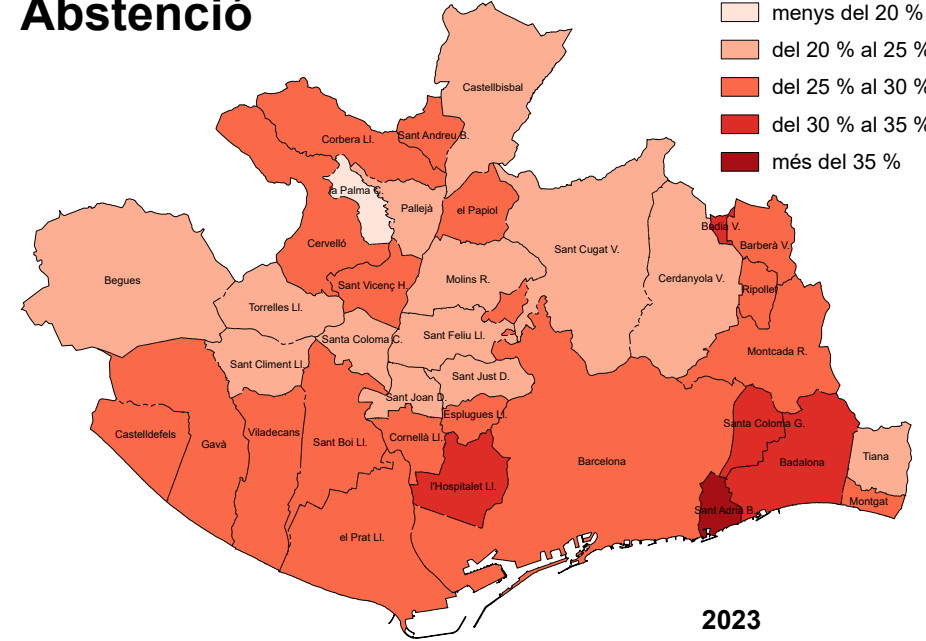 Abstenció
menys del 20 %
del 20 % al 25 %
del 25 % al 30 %
del 30 % al 35 %
més del 35 %
Castellbisbal
Corbera Ll.
Sant Andreu B.
la Palma C.
Pallejà
el Papiol
Cervelló
Sant Cugat V.
Badia V.
Barberà V.
Begues
Sant Vicenç H.
Molins R.
Cerdanyola V.
Ripollet
Torrelles Ll.
Santa Coloma C.
Sant Feliu Ll.
Montcada R.
Sant Climent Ll.
Sant Just D.
Sant Joan D.
Esplugues Ll.
Castelldefels
Gavà
Viladecans
Sant Boi Ll.
Cornellà Ll.
Santa Coloma G.
Barcelona
Badalona
Tiana
l'Hospitalet Ll.
Montgat
Sant Adrià B.
el Prat Ll.
2023